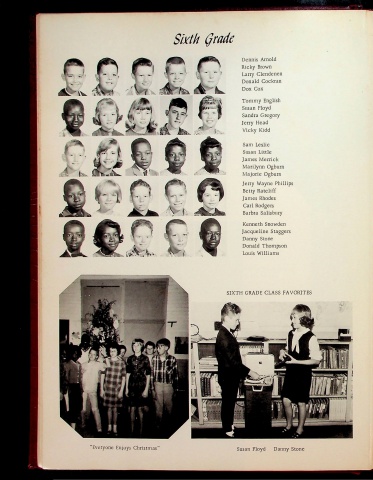 Sixth Grade
Dennis Arnold
Ricky Brown
Larry Clendenen
Donald Cochran
Don Cox
Tommy English
Susan Floyd
Sandra Gregory
Jerry Head
Vicky Kidd
Sam Leslie
Susan Little
James Merrick
Marilynn Ogburn
Marjorie Ogburn
Jerry Wayne Phillips
Betty Ratcliff
James Rhodes
Carl Rodgers
Barbra Salisbury
Kenneth Snowden
Jacqueline Staggers
Danny Stone
Donald Thompson
Louis Williams
SIXTH GRADE CLASS FAVORITES
"Everyone Enjoys Christmas"
Susan Floyd Danny Stone